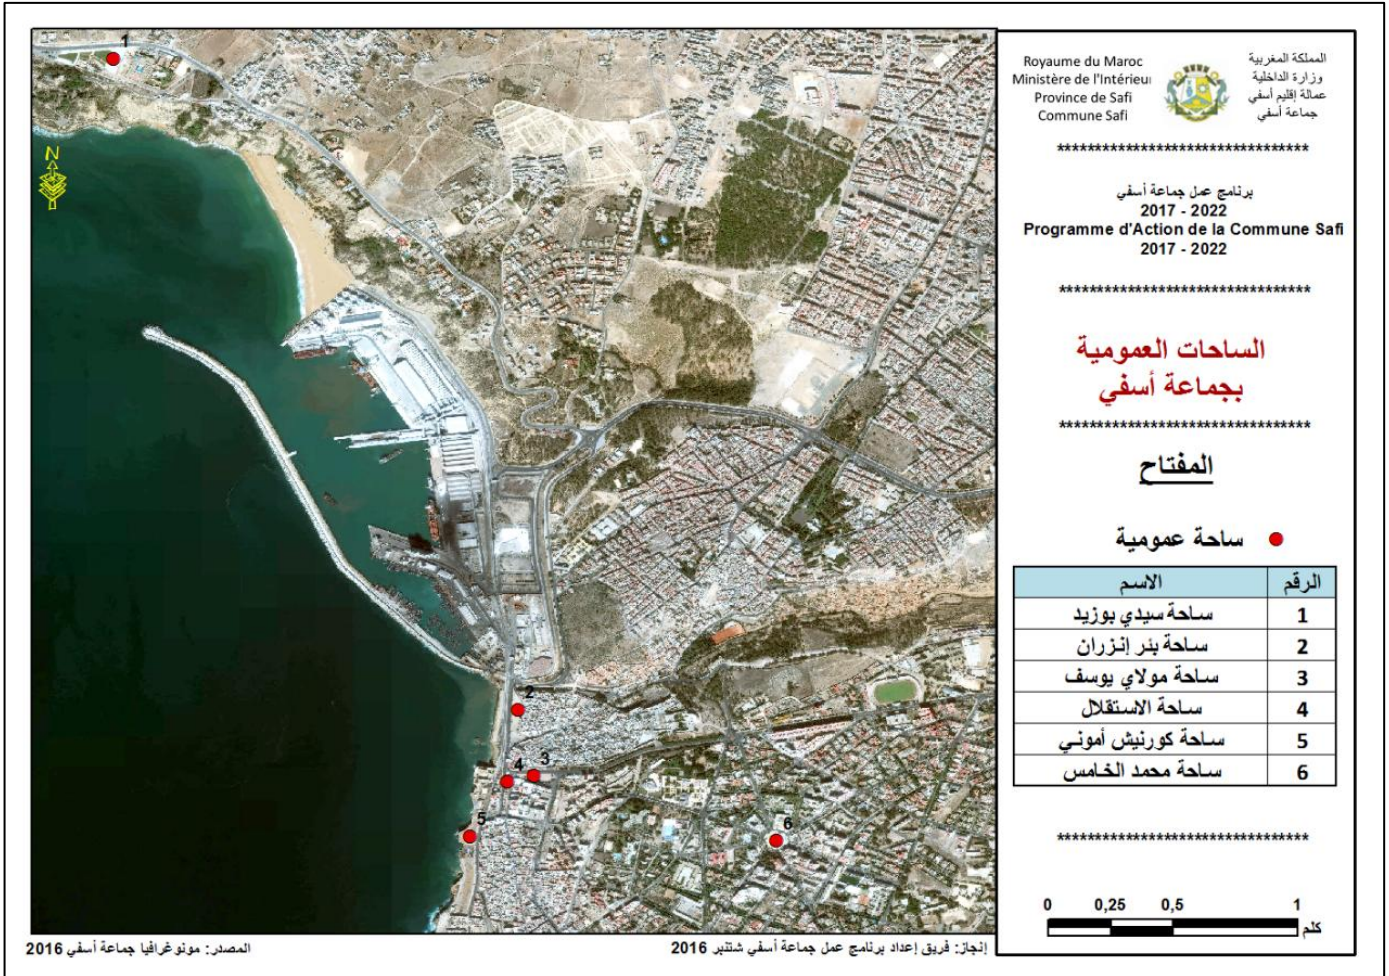 Royaume du Maroc
Ministère de l'Intérieur
Province de Safi
Commune Safi
المملكة المغربية
وزارة الداخلية
عمالة إقليم أسفي
جماعة أسفي
*********************************
برنامج عمل جماعة أسفي
2017 - 2022
Programme d'Action de la Commune Safi
2017 - 2022
*********************************
الساحات العمومية
بجماعة أسفي
*********************************
المفتاح
ساحة عمومية
الرقم الاسم
1 ساحة سيدي بوزيد
2 ساحة بئر إنزران
3 ساحة مولاي يوسف
4 ساحة الاستقلال
5 ساحة كورنيش أموني
6 ساحة محمد الخامس
*********************************
0 0,25 0,5 1
كلم
N
1
2
3
4
5
6
إنجاز: فريق إعداد برنامج عمل جماعة أسفي شتنبر 2016
المصدر: مونوغرافيا جماعة أسفي 2016